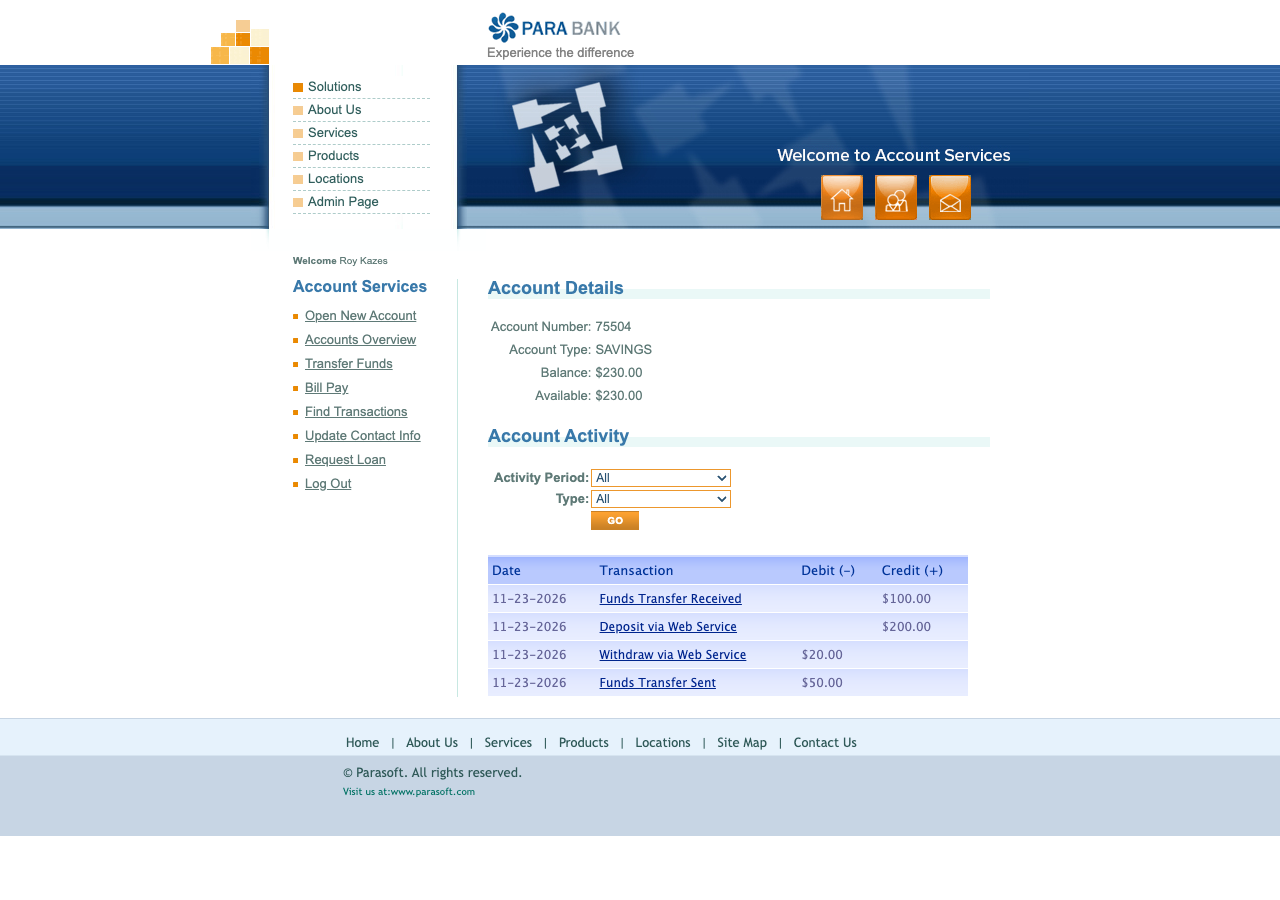 PARA BANK
Experience the difference
Solutions
About Us
Services
Products
Locations
Admin Page
Welcome to Account Services
Welcome Roy Kazes
Account Services
Open New Account
Accounts Overview
Transfer Funds
Bill Pay
Find Transactions
Update Contact Info
Request Loan
Log Out
Account Details
Account Number: 75504
Account Type: SAVINGS
Balance: $230.00
Available: $230.00
Account Activity
Activity Period: All
Type: All
GO
Date Transaction Debit (-) Credit (+)
11-23-2026 Funds Transfer Received $100.00
11-23-2026 Deposit via Web Service $200.00
11-23-2026 Withdraw via Web Service $20.00
11-23-2026 Funds Transfer Sent $50.00
Home | About Us | Services | Products | Locations | Site Map | Contact Us
© Parasoft. All rights reserved.
Visit us at:www.parasoft.com